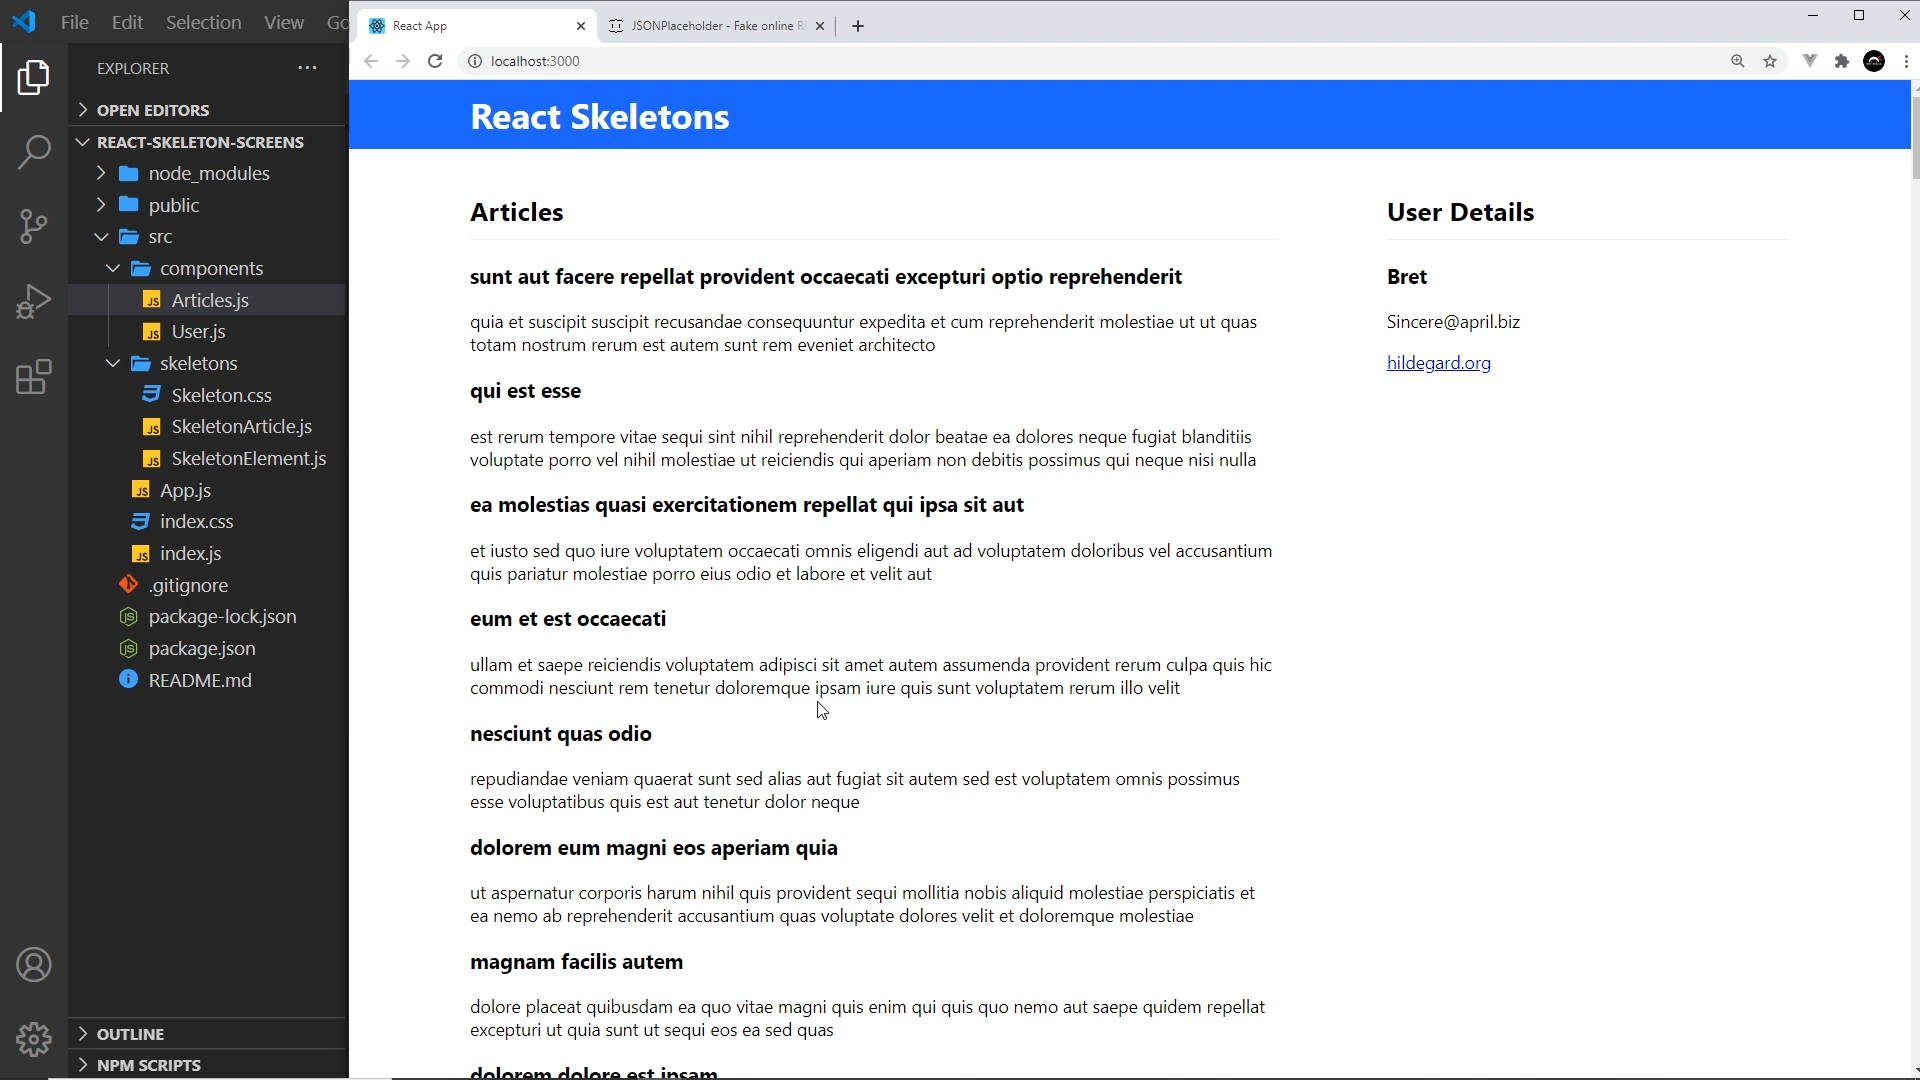 File Edit Selection View Go
EXPLORER
OPEN EDITORS
REACT-SKELETON-SCREENS
node_modules
public
src
components
JS Articles.js
JS User.js
skeletons
Skeleton.css
JS SkeletonArticle.js
JS SkeletonElement.js
JS App.js
index.css
JS index.js
.gitignore
JS package-lock.json
JS package.json
README.md
OUTLINE
NPM SCRIPTS
React App
JSONPlaceholder - Fake online
localhost:3000
React Skeletons
Articles
sunt aut facere repellat provident occaecati excepturi optio reprehenderit
quia et suscipit suscipit recusandae consequuntur expedita et cum reprehenderit molestiae ut ut quas
totam nostrum rerum est autem sunt rem eveniet architecto
qui est esse
est rerum tempore vitae sequi sint nihil reprehenderit dolor beatae ea dolores neque fugiat blanditiis
voluptate porro vel nihil molestiae ut reiciendis qui aperiam non debitis possimus qui neque nisi nulla
ea molestias quasi exercitationem repellat qui ipsa sit aut
et iusto sed quo iure voluptatem occaecati omnis eligendi aut ad voluptatem doloribus vel accusantium
quis pariatur molestiae porro eius odio et labore et velit aut
eum et est occaecati
ullam et saepe reiciendis voluptatem adipisci sit amet autem assumenda provident rerum culpa quis hic
commodi nesciunt rem tenetur doloremque ipsam iure quis sunt voluptatem rerum illo velit
nesciunt quas odio
repudiandae veniam quaerat sunt sed alias aut fugiat sit autem sed est voluptatem omnis possimus
esse voluptatibus quis est aut tenetur dolor neque
dolorem eum magni eos aperiam quia
ut aspernatur corporis harum nihil quis provident sequi mollitia nobis aliquid molestiae perspiciatis et
ea nemo ab reprehenderit accusantium quas voluptate dolores velit et doloremque molestiae
magnam facilis autem
dolore placeat quibusdam ea quo vitae magni quis enim qui quis quo nemo aut saepe quidem repellat
excepturi ut quia sunt ut sequi eos ea sed quas
dolorem dolore est ipsam
User Details
Bret
Sincere@april.biz
hildegard.org